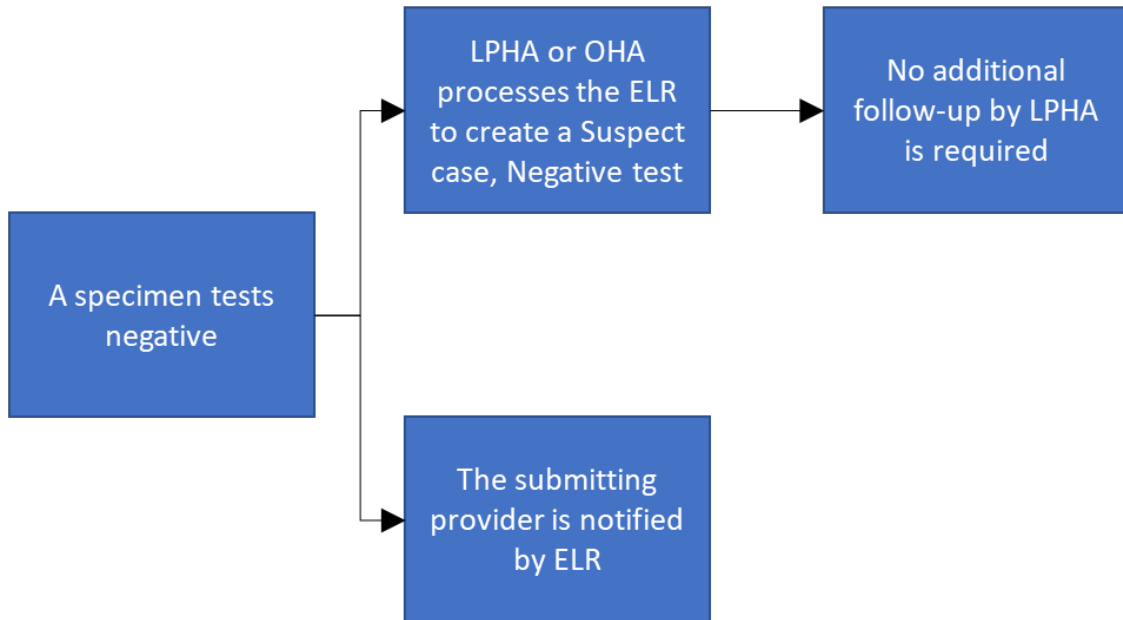 A specimen tests
negative
LPHA or OHA
processes the ELR
to create a Suspect
case, Negative test
No additional
follow-up by LPHA
is required
The submitting
provider is notified
by ELR